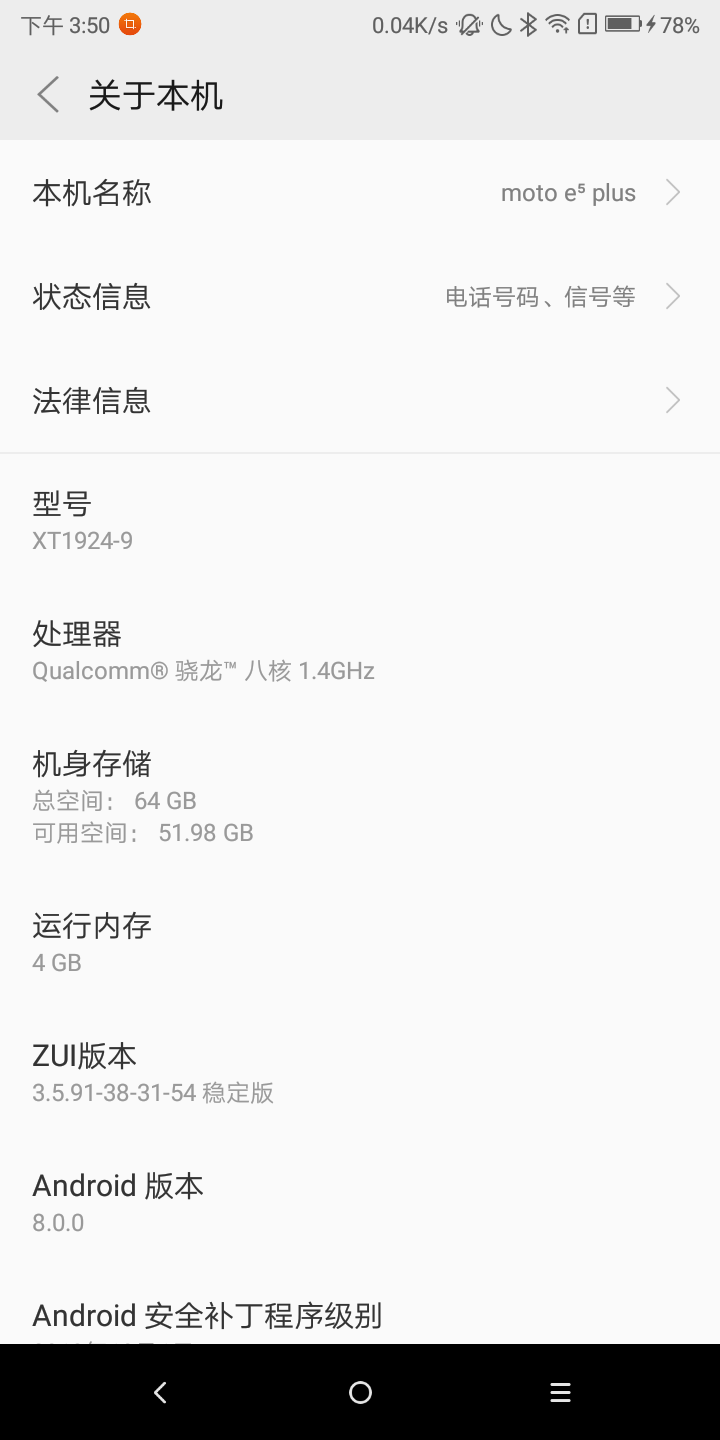 下午 3:50
0.04K/s
78%
关于本机
本机名称
moto e⁵ plus
状态信息
电话号码、信号等
法律信息
型号
XT1924-9
处理器
Qualcomm® 骁龙™ 八核 1.4GHz
机身存储
总空间： 64 GB
可用空间： 51.98 GB
运行内存
4 GB
ZUI版本
3.5.91-38-31-54 稳定版
Android 版本
8.0.0
Android 安全补丁程序级别